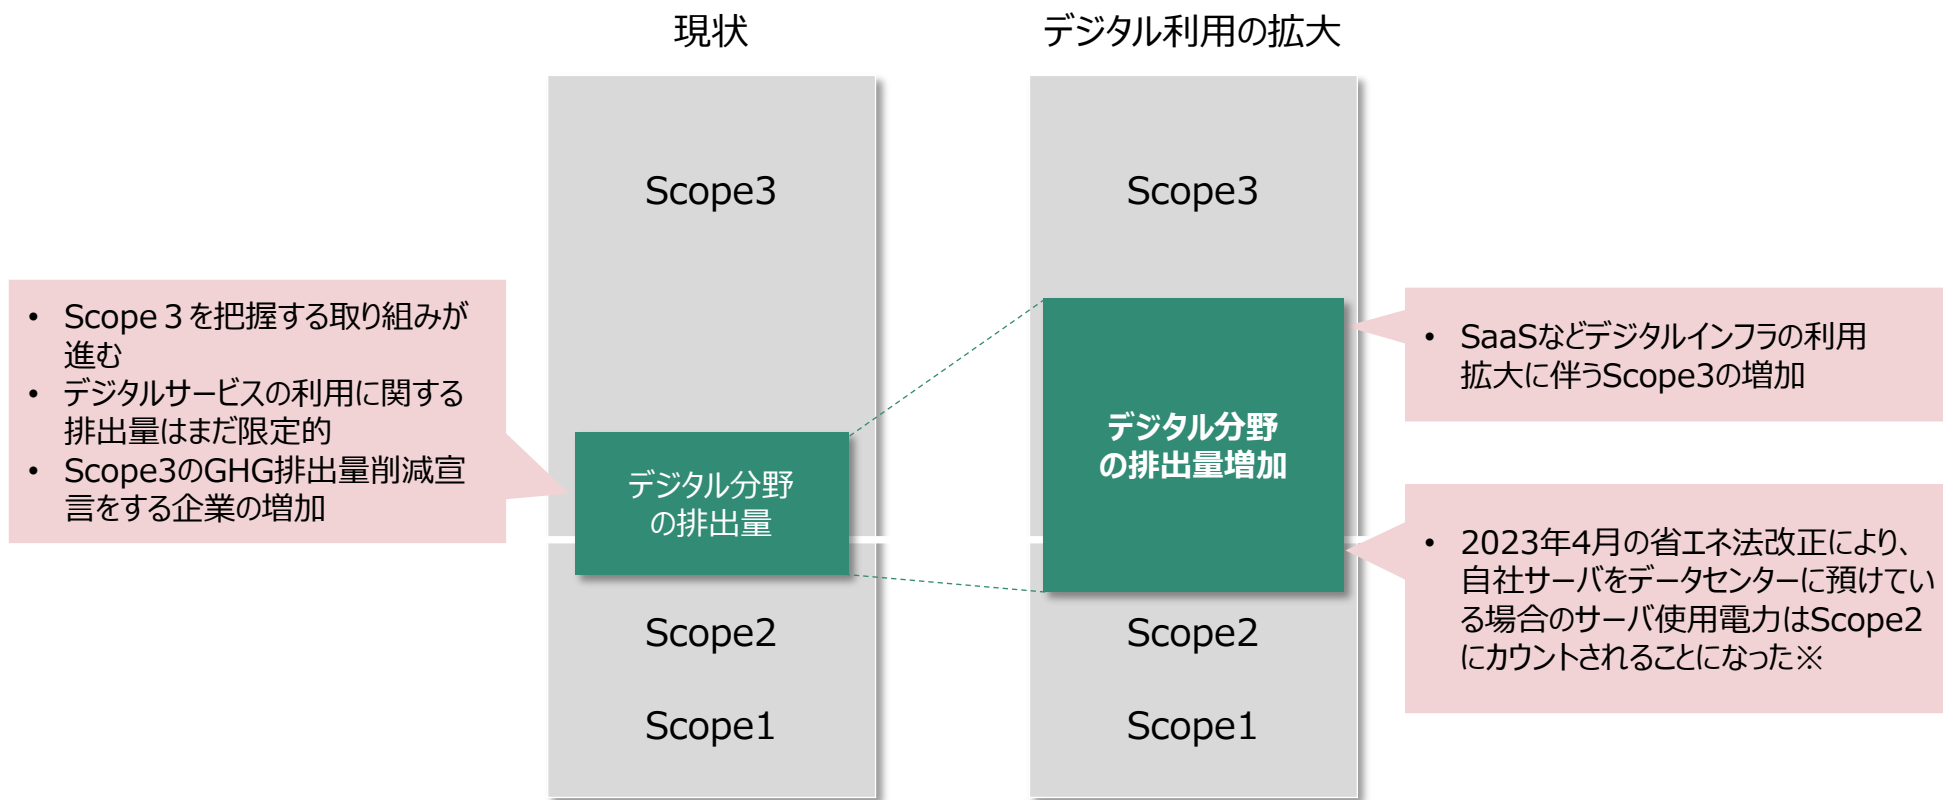 現状
デジタル利用の拡大
Scope3
Scope3
• Scope３を把握する取り組みが
進む
• デジタルサービスの利用に関する
排出量はまだ限定的
• Scope3のGHG排出量削減宣
言をする企業の増加
デジタル分野
の排出量
デジタル分野
の排出量増加
• SaaSなどデジタルインフラの利用
拡大に伴うScope3の増加
• 2023年4月の省エネ法改正により、
自社サーバをデータセンターに預けてい
る場合のサーバ使用電力はScope2
にカウントされることになった※
Scope2
Scope2
Scope1
Scope1